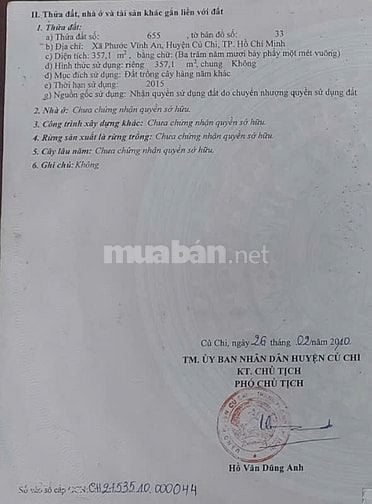 II. Thửa đất, nhà ở và tài sản khác gắn liền với đất
1. Thửa đất:
a) Thửa đất số: 655, tờ bản đồ số: 33
b) Địa chỉ: Xã Phước Vĩnh An, Huyện Củ Chi, TP. Hồ Chí Minh
c) Diện tích: 357,1 m², bằng chữ: (Ba trăm năm mươi bảy phẩy một mét vuông)
d) Hình thức sử dụng: riêng 357,1 m², chung Không
đ) Mục đích sử dụng: Đất trồng cây hàng năm khác
e) Thời hạn sử dụng: 2015
g) Nguồn gốc sử dụng: Nhận quyền sử dụng đất do chuyển nhượng quyền sử dụng đất
2. Nhà ở: Chưa chứng nhận quyền sở hữu.
3. Công trình xây dựng khác: Chưa chứng nhận quyền sở hữu.
4. Rừng sản xuất là rừng trồng: Chưa chứng nhận quyền sở hữu.
5. Cây lâu năm: Chưa chứng nhận quyền sở hữu.
6. Ghi chú: Không
muaban.net
Củ Chi, ngày 26 tháng 02 năm 2010
TM. ỦY BAN NHÂN DÂN HUYỆN CỦ CHI
KT. CHỦ TỊCH
PHÓ CHỦ TỊCH
Hồ Văn Dũng Anh
Số vào sổ cấp GCN: CH 21535 10.000044